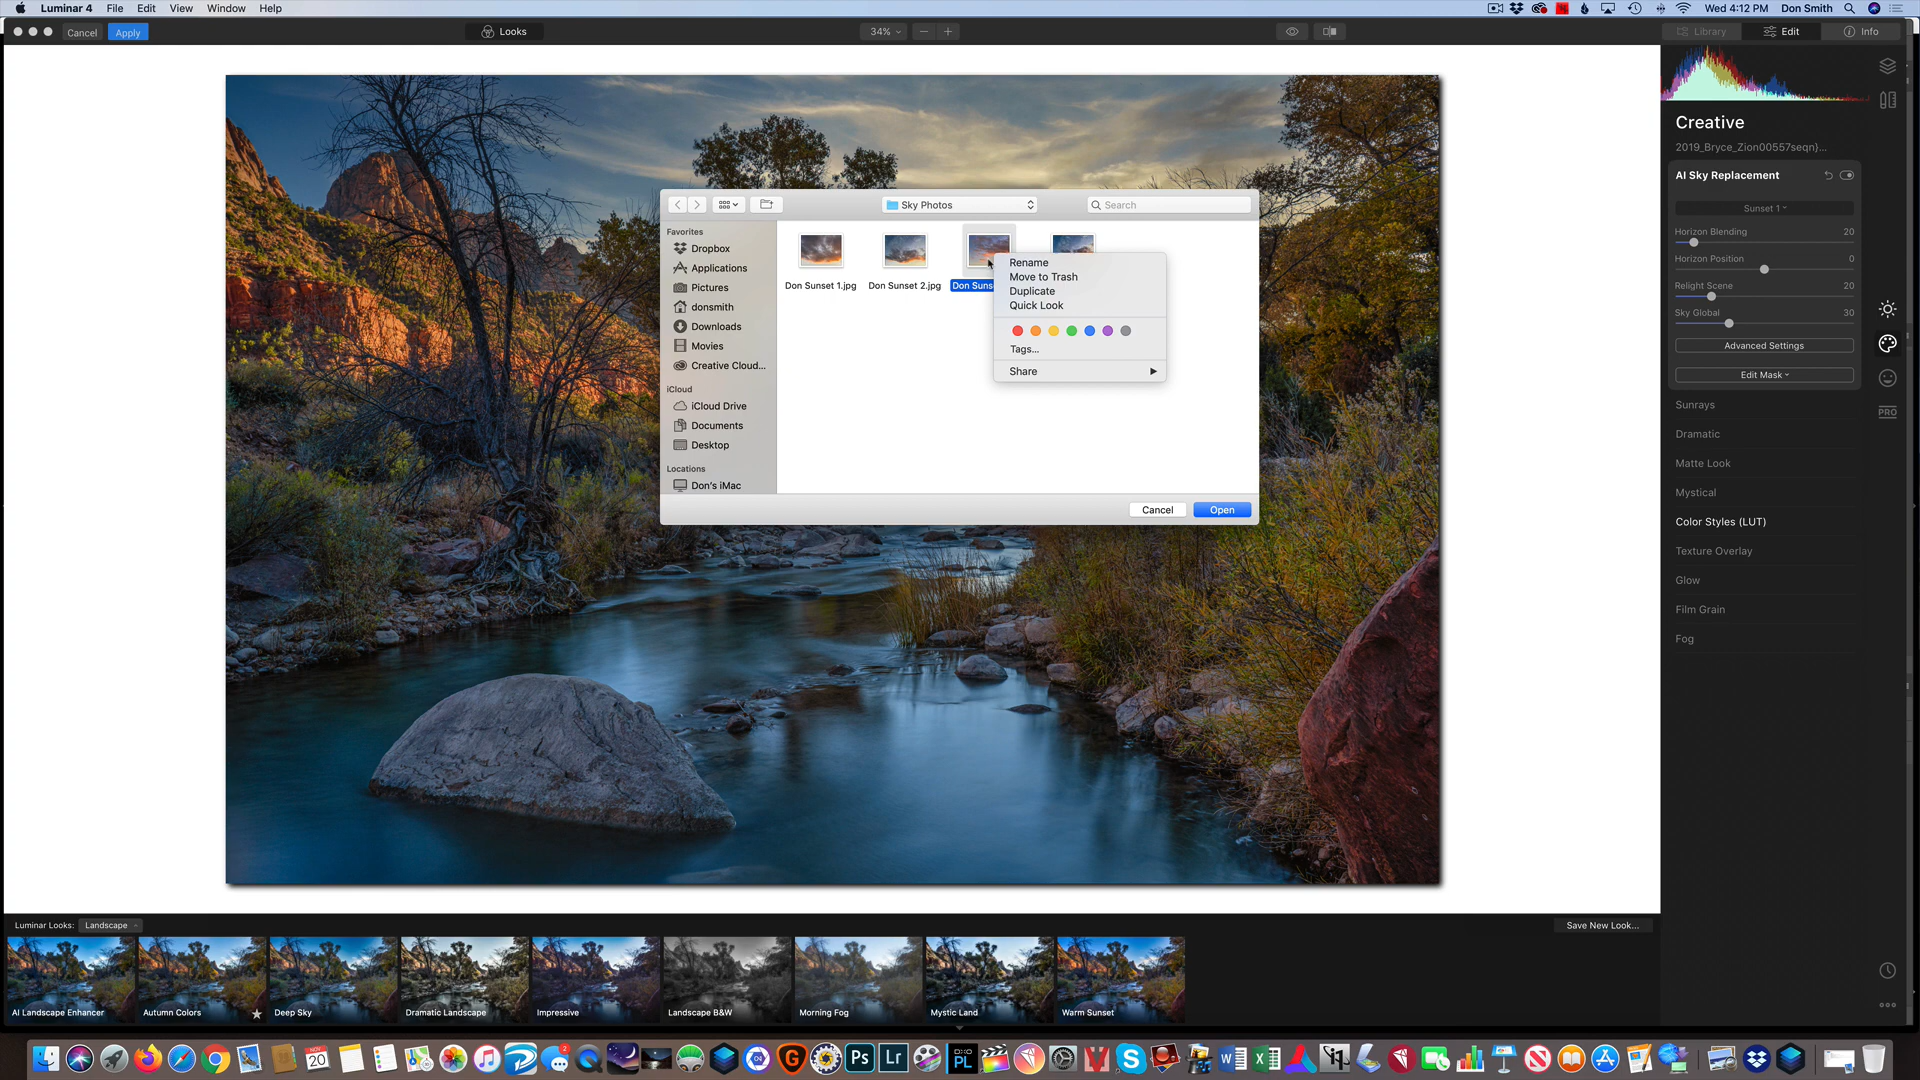 Luminar 4 File Edit View Window Help
Wed 4:12 PM Don Smith
Cancel Apply
Looks
34%
Library Edit Info
Creative
2019_Bryce_Zion00557seqn}...
AI Sky Replacement
Sunset 1
Horizon Blending 20
Horizon Position 0
Relight Scene 20
Sky Global 30
Advanced Settings
Edit Mask
Sunrays
Dramatic
Matte Look
Mystical
Color Styles (LUT)
Texture Overlay
Glow
Film Grain
Fog
PRO
Sky Photos
Search
Favorites
Dropbox
Applications
Pictures
donsmith
Downloads
Movies
Creative Cloud...
iCloud
iCloud Drive
Documents
Desktop
Locations
Don's iMac
Don Sunset 1.jpg
Don Sunset 2.jpg
Don Suns
Rename
Move to Trash
Duplicate
Quick Look
Tags...
Share
Cancel
Open
Luminar Looks: Landscape
Save New Look...
AI Landscape Enhancer
Autumn Colors
Deep Sky
Dramatic Landscape
Impressive
Landscape B&W
Morning Fog
Mystic Land
Warm Sunset
NOV
20
2
Ps
Lr
PL